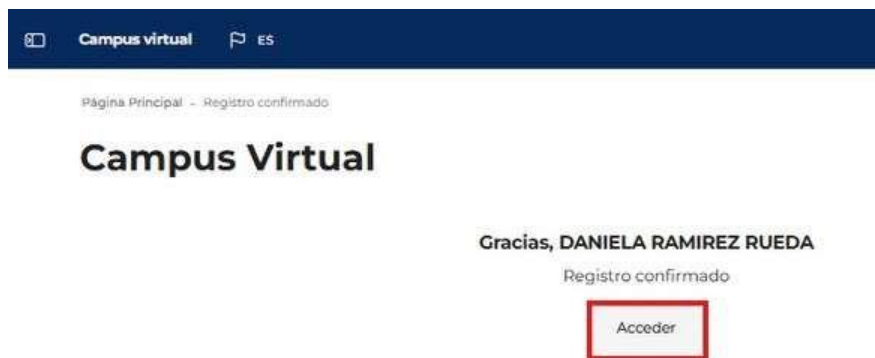 Campus virtual ES
Página Principal - Registro confirmado
Campus Virtual
Gracias, DANIELA RAMIREZ RUEDA
Registro confirmado
Acceder